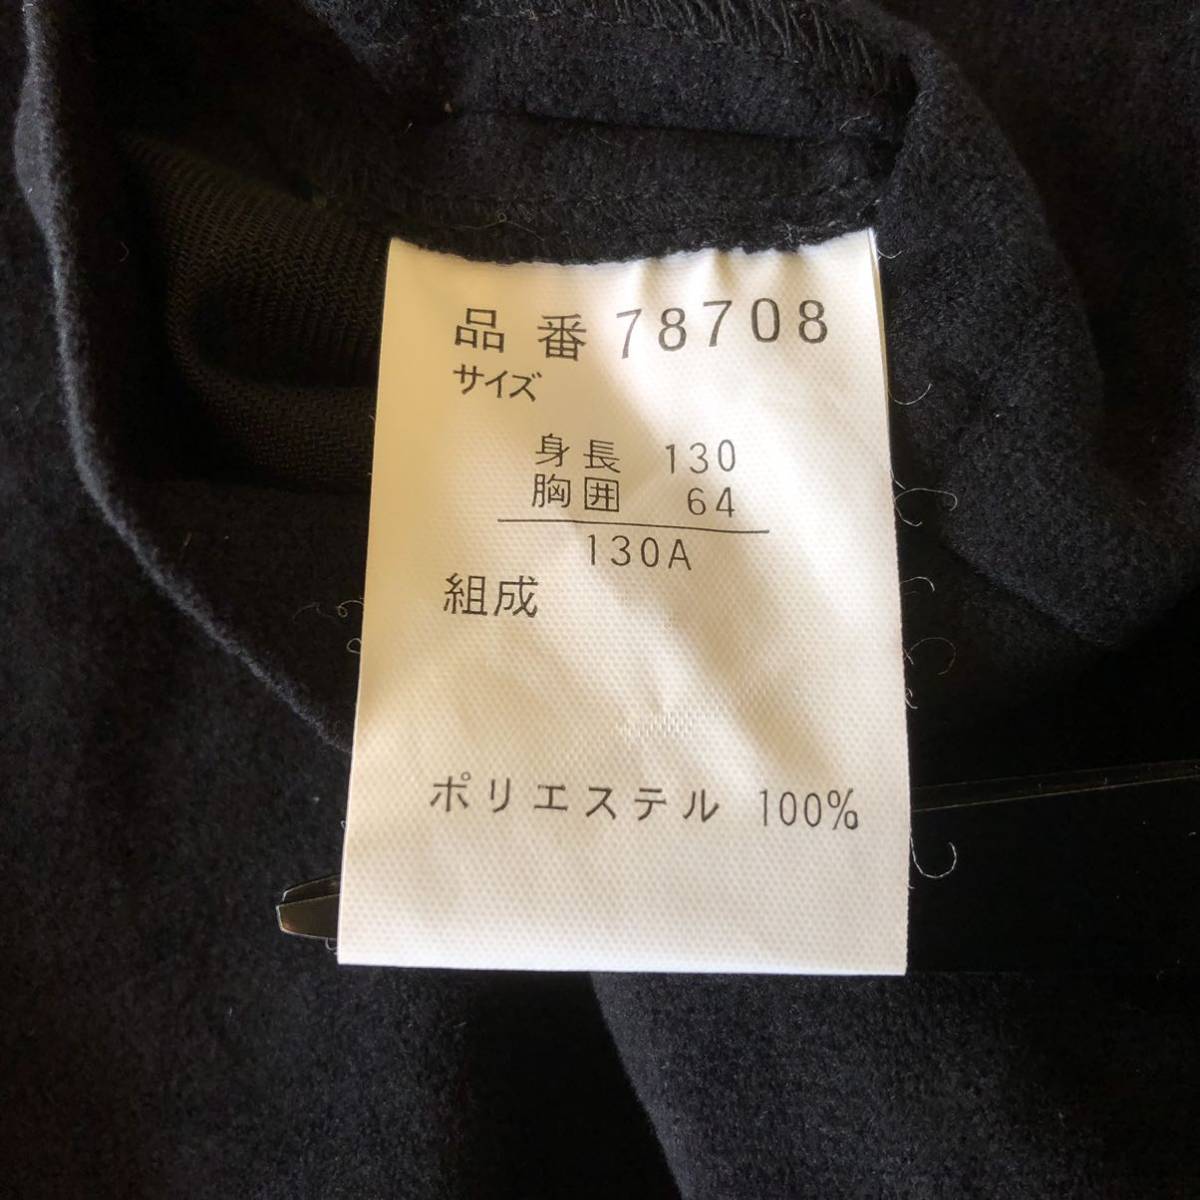 品番 78708
サイズ
身長 130
胸囲 64
130A
組成
ポリエステル 100%